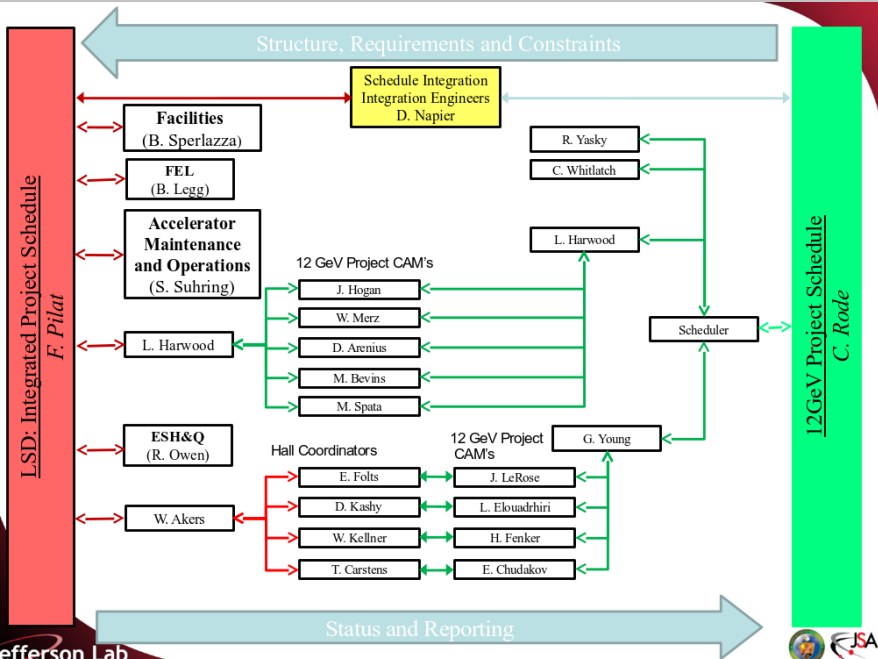 Structure, Requirements and Constraints
LSD: Integrated Project Schedule
F. Pilat
Schedule Integration
Integration Engineers
D. Napier
12GeV Project Schedule
C. Rode
Facilities
(B. Sperlazza)
FEL
(B. Legg)
Accelerator
Maintenance
and Operations
(S. Suhring)
L. Harwood
ESH&Q
(R. Owen)
W. Akers
12 GeV Project CAM's
J. Hogan
W. Merz
D. Arenius
M. Bevins
M. Spata
R. Yasky
C. Whitlatch
L. Harwood
Scheduler
G. Young
Hall Coordinators
E. Folts
D. Kashy
W. Kellner
T. Carstens
12 GeV Project
CAM's
J. LeRose
L. Elouadrhiri
H. Fenker
E. Chudakov
Status and Reporting
efferson Lab
JSA